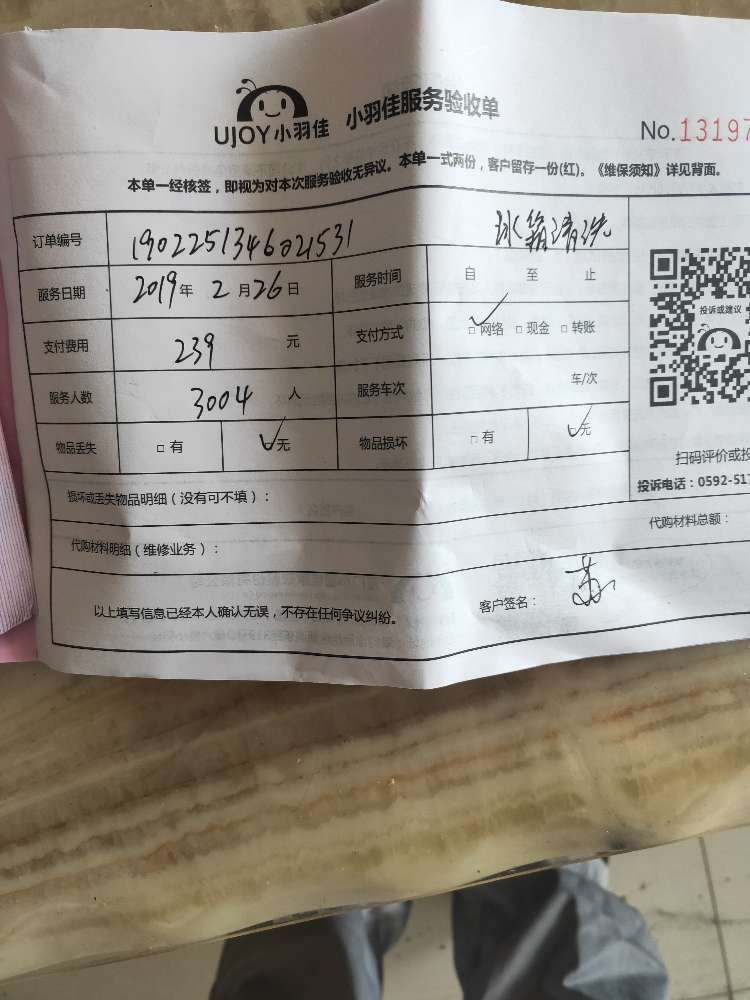 UJOY小羽佳 小羽佳服务验收单
No.13197
本单一经核签，即视为对本次服务验收无异议。本单一式两份，客户留存一份(红)。《维保须知》详见背面。
订单编号 1902251346021531 冰箱清洗
服务日期 2019年 2月26日 服务时间 自 至 止
投诉或建议
支付费用 239 元 支付方式 □网络 □现金 □转账
服务人数 3004 人 服务车次 车/次
物品丢失 □有 无 物品损坏 □有 无
扫码评价或投
投诉电话：0592-517
损坏或丢失物品明细（没有可不填）：
代购材料明细（维修业务）： 代购材料总额：
以上填写信息已经本人确认无误，不存在任何争议纠纷。 客户签名：